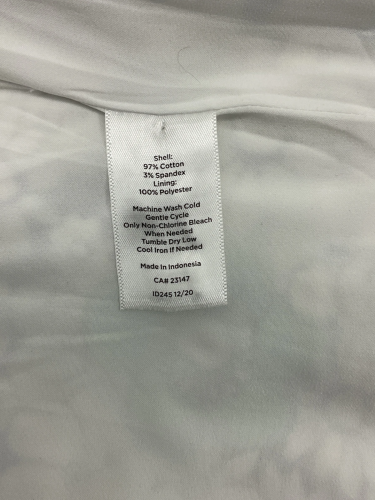 Shell:
97% Cotton
3% Spandex
Lining:
100% Polyester
Machine Wash Cold
Gentle Cycle
Only Non-Chlorine Bleach
When Needed
Tumble Dry Low
Cool Iron if Needed
Made in Indonesia
CA# 23147
ID245 12/20